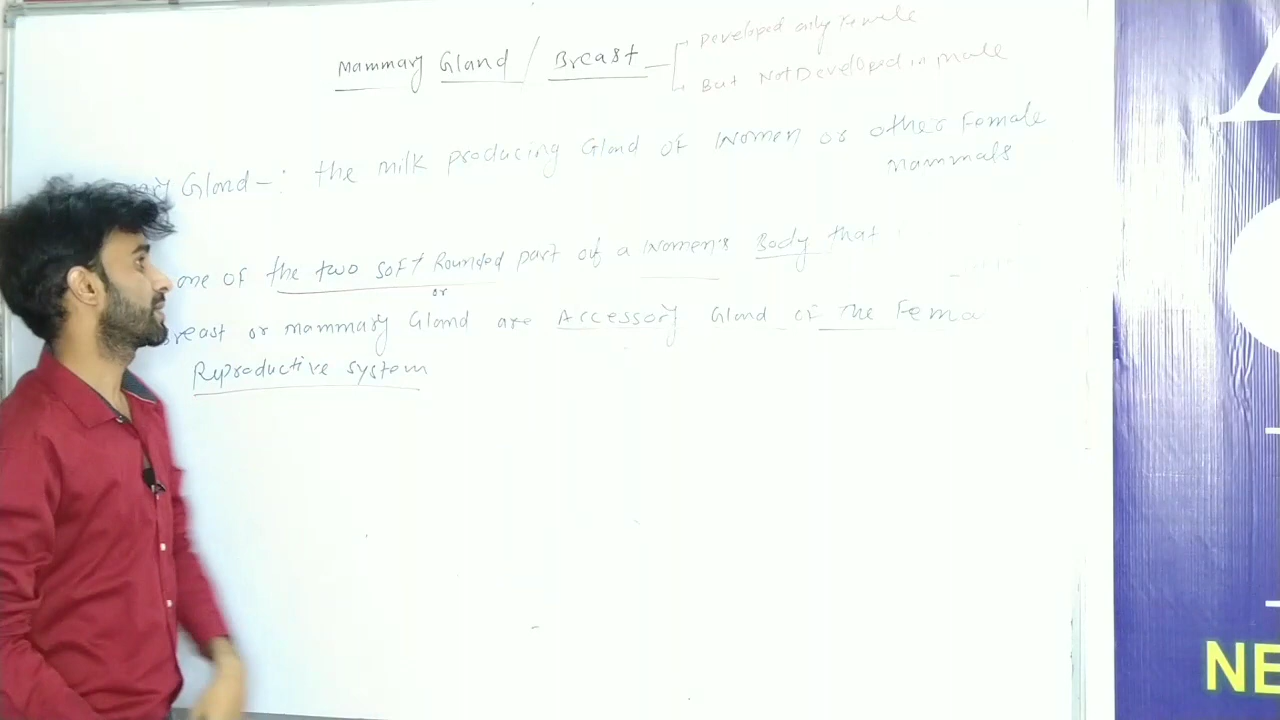 Mammary Gland / Breast
Developed only Female
But Not Developed in male
Gland -: the milk producing Gland of Women or other Female
mammals
one of the two soft Rounded part of a Women's Body that
or
reast or mammary Gland are Accessory Gland of The Fema
Reproductive system
NE